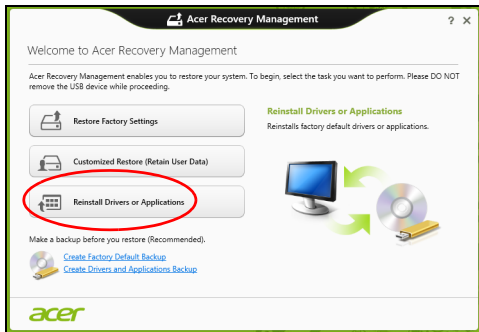 Acer Recovery Management
? ×
Welcome to Acer Recovery Management
Acer Recovery Management enables you to restore your system. To begin, select the task you want to perform. Please DO NOT
remove the USB device while proceeding.
Restore Factory Settings
Customized Restore (Retain User Data)
Reinstall Drivers or Applications
Reinstall Drivers or Applications
Reinstalls factory default drivers or applications.
Make a backup before you restore (Recommended).
Create Factory Default Backup
Create Drivers and Applications Backup
acer